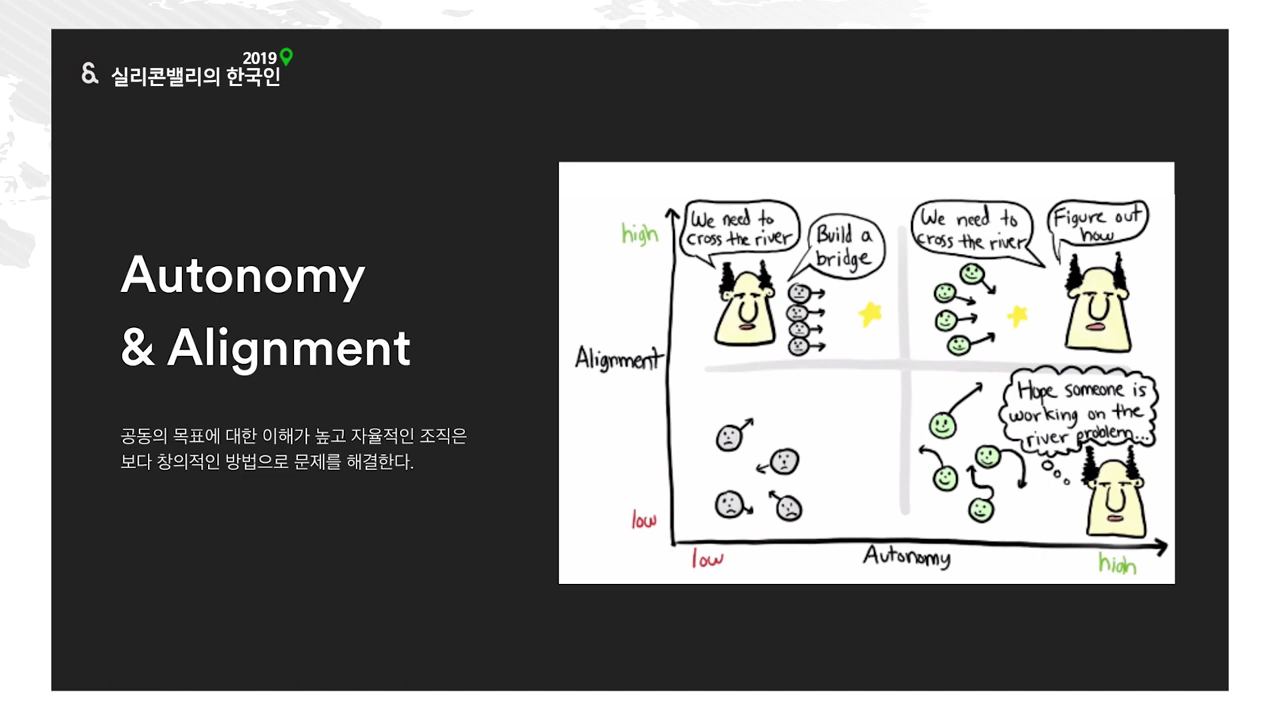 2019
& 실리콘밸리의 한국인
Autonomy
& Alignment
공동의 목표에 대한 이해가 높고 자율적인 조직은
보다 창의적인 방법으로 문제를 해결한다.
high
We need to
cross the river
Build a
bridge
We need to
cross the river
Figure out
how
Alignment
Hope someone is
working on the
river problem...
low
low
Autonomy
high